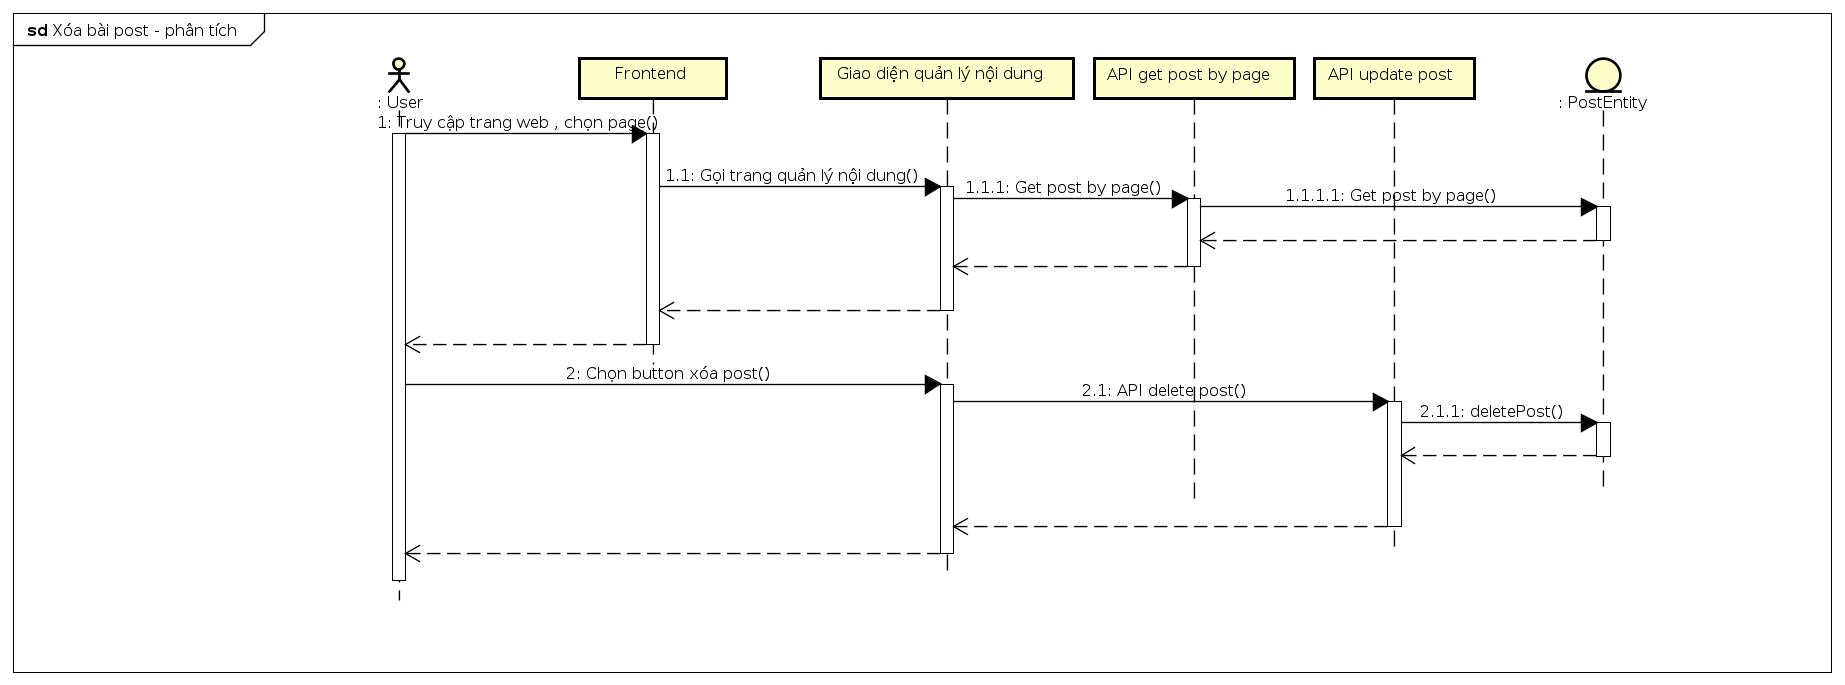 sd Xóa bài post - phân tích
Frontend
Giao diện quản lý nội dung
API get post by page
API update post
: User
: PostEntity
1: Truy cập trang web , chọn page()
1.1: Gọi trang quản lý nội dung()
1.1.1: Get post by page()
1.1.1.1: Get post by page()
2: Chọn button xóa post()
2.1: API delete post()
2.1.1: deletePost()